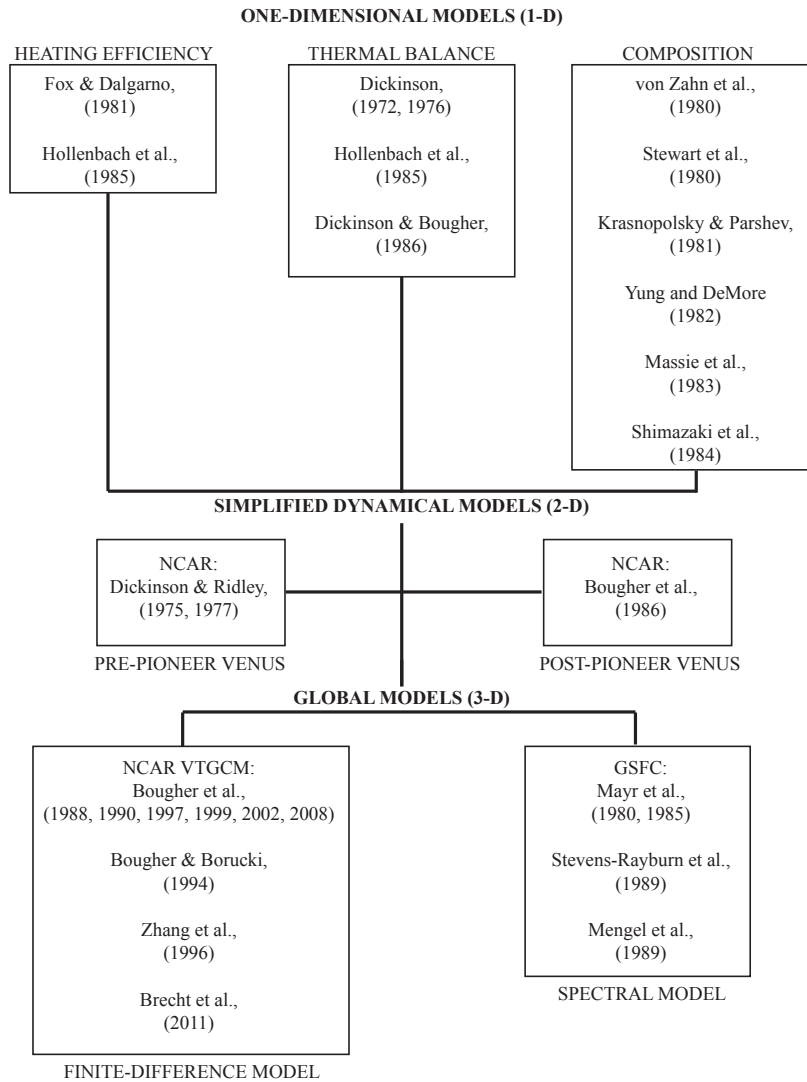 ONE-DIMENSIONAL MODELS (1-D)
HEATING EFFICIENCY
Fox & Dalgarno,
(1981)
Hollenbach et al.,
(1985)
THERMAL BALANCE
Dickinson,
(1972, 1976)
Hollenbach et al.,
(1985)
Dickinson & Bougher,
(1986)
COMPOSITION
von Zahn et al.,
(1980)
Stewart et al.,
(1980)
Krasnopolsky & Parshev,
(1981)
Yung and DeMore
(1982)
Massie et al.,
(1983)
Shimazaki et al.,
(1984)
SIMPLIFIED DYNAMICAL MODELS (2-D)
NCAR:
Dickinson & Ridley,
(1975, 1977)
PRE-PIONEER VENUS
NCAR:
Bougher et al.,
(1986)
POST-PIONEER VENUS
GLOBAL MODELS (3-D)
NCAR VTGCM:
Bougher et al.,
(1988, 1990, 1997, 1999, 2002, 2008)
Bougher & Borucki,
(1994)
Zhang et al.,
(1996)
Brecht et al.,
(2011)
FINITE-DIFFERENCE MODEL
GSFC:
Mayr et al.,
(1980, 1985)
Stevens-Rayburn et al.,
(1989)
Mengel et al.,
(1989)
SPECTRAL MODEL